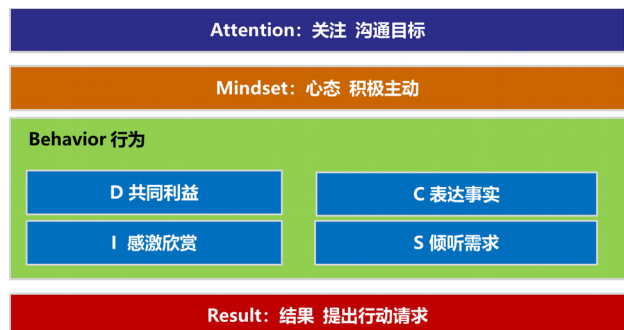 Attention：关注 沟通目标
Mindset：心态 积极主动
Behavior 行为
D 共同利益
C 表达事实
I 感激欣赏
S 倾听需求
Result：结果 提出行动请求